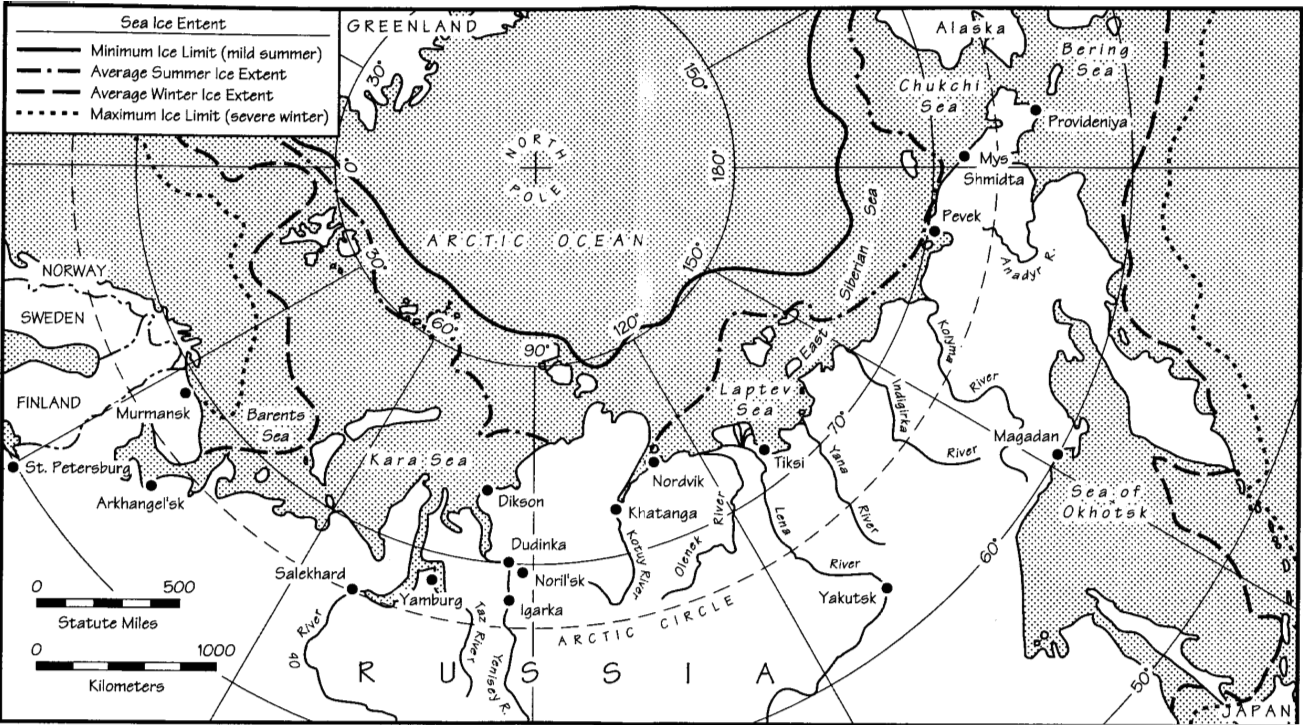 Sea Ice Entent
Minimum Ice Limit (mild summer)
Average Summer Ice Extent
Average Winter Ice Extent
Maximum Ice Limit (severe winter)
GREENLAND
30°
0°
30°
60°
90°
120°
150°
180°
150°
NORTH
POLE
ARCTIC OCEAN
Alaska
Bering
Sea
Chukchi
Sea
Provideniya
Mys
Shmidta
Pevek
Anadyr R.
East
Siberian
Sea
NORWAY
SWEDEN
FINLAND
Murmansk
Barents
Sea
St. Petersburg
Arkhangel'sk
Kara Sea
Laptev
Sea
70°
Kolyma
River
Indigirka
River
Magadan
Sea of
Okhotsk
60°
50°
Dikson
Nordvik
Tiksi
Yana
River
Khatanga
Kotuy River
Olenek
River
Lena
River
Yakutsk
Dudinka
Noril'sk
Igarka
Salekhard
Yamburg
River
40
River
Yenisey R.
ARCTIC CIRCLE
RUSSIA
JAPAN
0 500
Statute Miles
0 1000
Kilometers